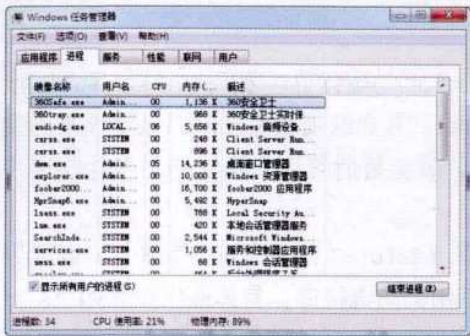 Windows 任务管理器
文件(F) 选项(O) 查看(V) 帮助(H)
应用程序 进程 服务 性能 联网 用户
映像名称 用户名 CPU 内存(... 描述
360Safe.exe Admin... 00 1,136 K 360安全卫士
360tray.exe Admin... 00 968 K 360安全卫士实时保...
audiodg.exe LOCAL... 06 5,656 K Windows 音频设备...
csrss.exe SYSTEM 00 248 K Client Server Run...
csrss.exe SYSTEM 00 896 K Client Server Run...
dwm.exe Admin... 05 14,236 K 桌面窗口管理器
explorer.exe Admin... 00 10,000 K Windows 资源管理器
foobar2000... Admin... 00 16,700 K foobar2000 应用程序
HprSnap6.exe Admin... 00 5,492 K HyperSnap
lsass.exe SYSTEM 00 788 K Local Security Au...
lsm.exe SYSTEM 00 420 K 本地会话管理器服务
SearchInde... SYSTEM 00 2,544 K Microsoft Windows...
services.exe SYSTEM 00 1,056 K 服务和控制器应用程序
smss.exe SYSTEM 00 68 K Windows 会话管理器
显示所有用户的进程(S) 结束进程(E)
进程数: 34 CPU 使用率: 21% 物理内存: 89%